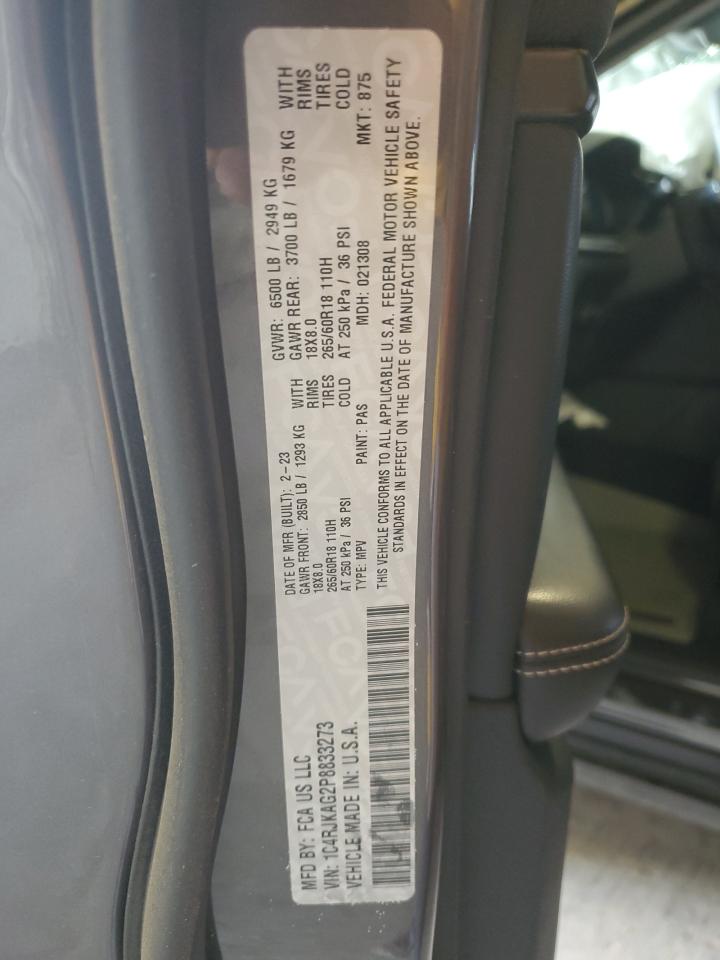 MFD BY: FCA US LLC
DATE OF MFR (BUILT): 2-23
GVWR: 6500 LB / 2949 KG
GAWR FRONT: 2850 LB / 1293 KG WITH
GAWR REAR: 3700 LB / 1679 KG WITH
18X8.0 RIMS
18X8.0 RIMS
265/60R18 110H TIRES
265/60R18 110H TIRES
AT 250 kPa / 36 PSI COLD
AT 250 kPa / 36 PSI COLD
VIN: 1C4RJKAG2P8833273
TYPE: MPV PAINT: PAS MDH: 021308 MKT: 875
VEHICLE MADE IN: U.S.A.
THIS VEHICLE CONFORMS TO ALL APPLICABLE U.S.A. FEDERAL MOTOR VEHICLE SAFETY
STANDARDS IN EFFECT ON THE DATE OF MANUFACTURE SHOWN ABOVE.